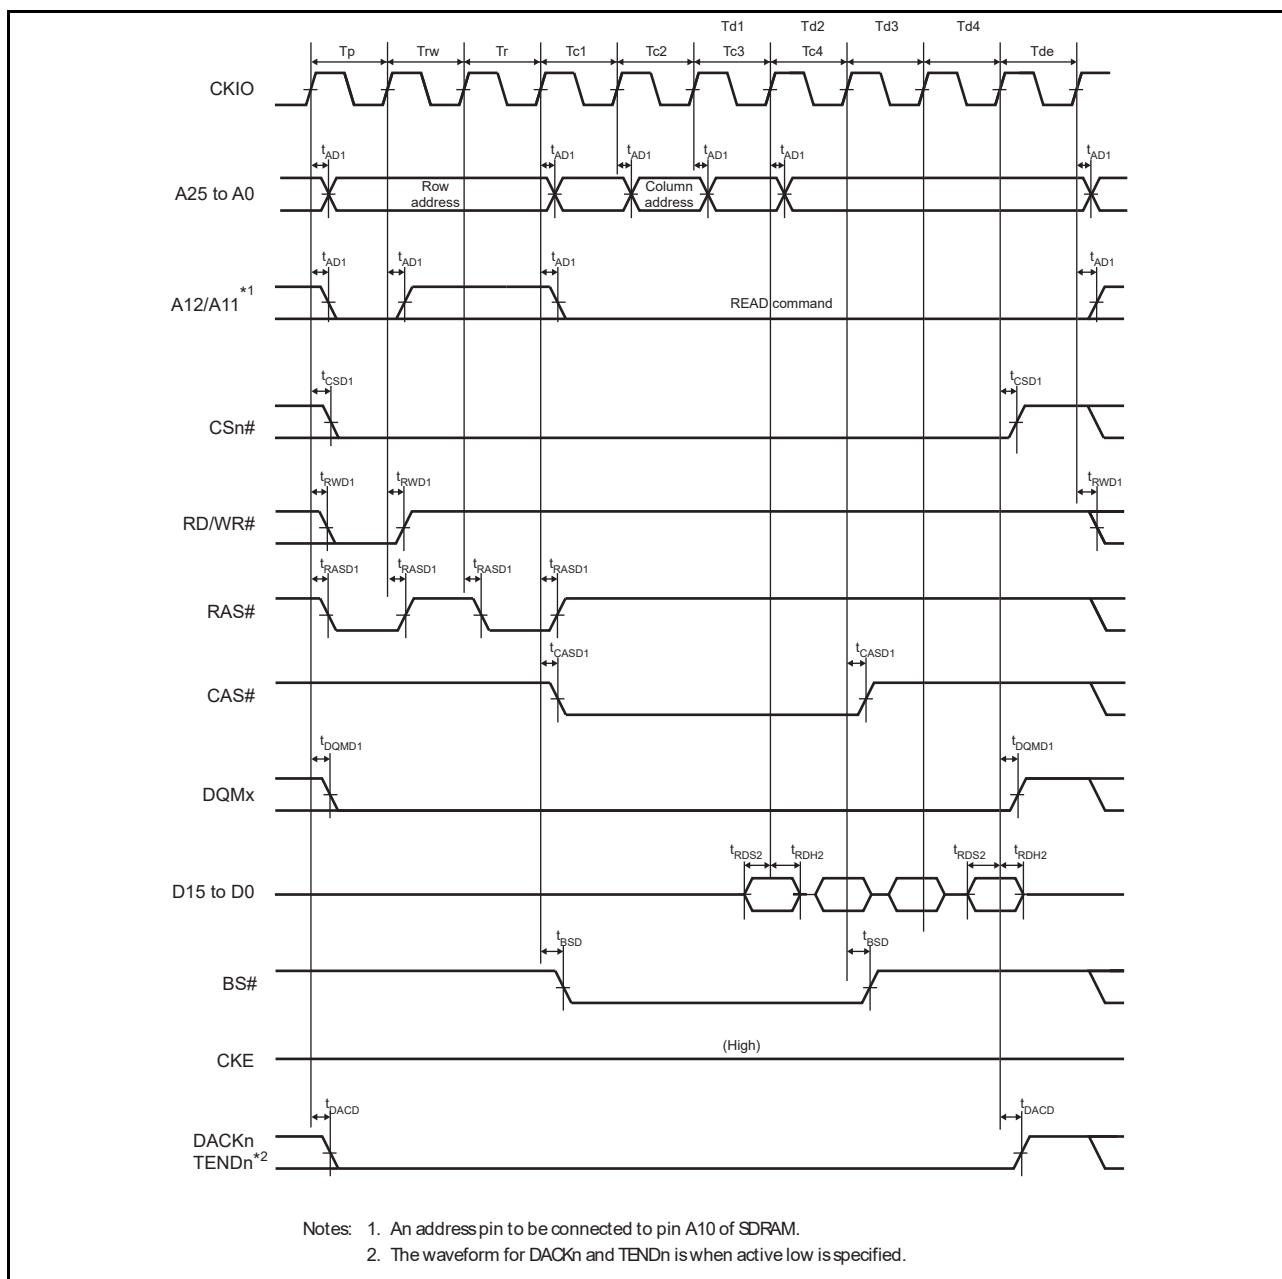 Td1 Td2 Td3 Td4
Tp Trw Tr Tc1 Tc2 Tc3 Tc4 Tde
CKIO
tAD1 tAD1 tAD1 tAD1 tAD1 tAD1
A25 to A0
Row address
Column address
tAD1 tAD1 tAD1 tAD1
A12/A11*1
READ command
tCSD1 tCSD1
CSn#
tRWD1 tRWD1 tRWD1
RD/WR#
tRASD1 tRASD1 tRASD1 tRASD1
RAS#
tCASD1 tCASD1
CAS#
tDQMD1 tDQMD1
DQMx
tRDS2 tRDH2 tRDS2 tRDH2
D15 to D0
tBSD tBSD
BS#
(High)
CKE
tDACD tDACD
DACKn
TENDn*2
Notes: 1. An address pin to be connected to pin A10 of SDRAM.
2. The waveform for DACKn and TENDn is when active low is specified.